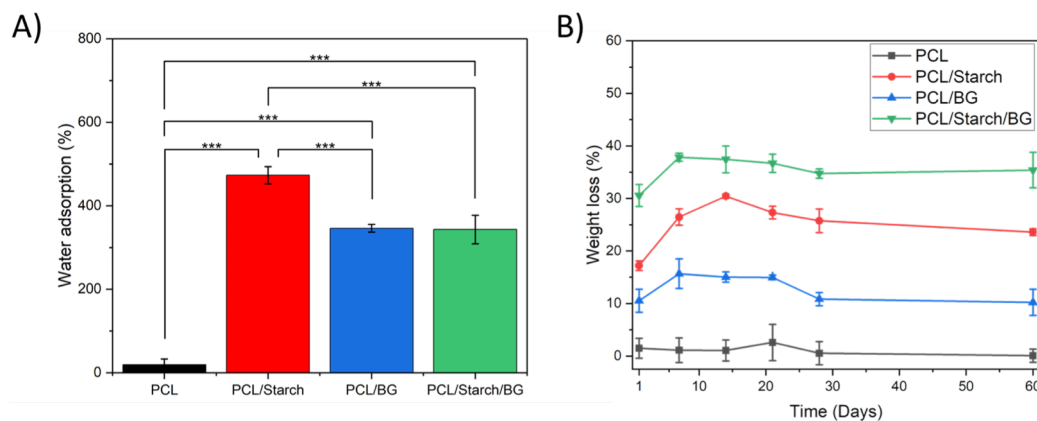 A)
800
600
400
200
0
Water adsorption (%)
***
***
***
***
***
PCL
PCL/Starch
PCL/BG
PCL/Starch/BG
B)
60
50
40
30
20
10
0
Weight loss (%)
PCL
PCL/Starch
PCL/BG
PCL/Starch/BG
1
10
20
30
40
50
60
Time (Days)